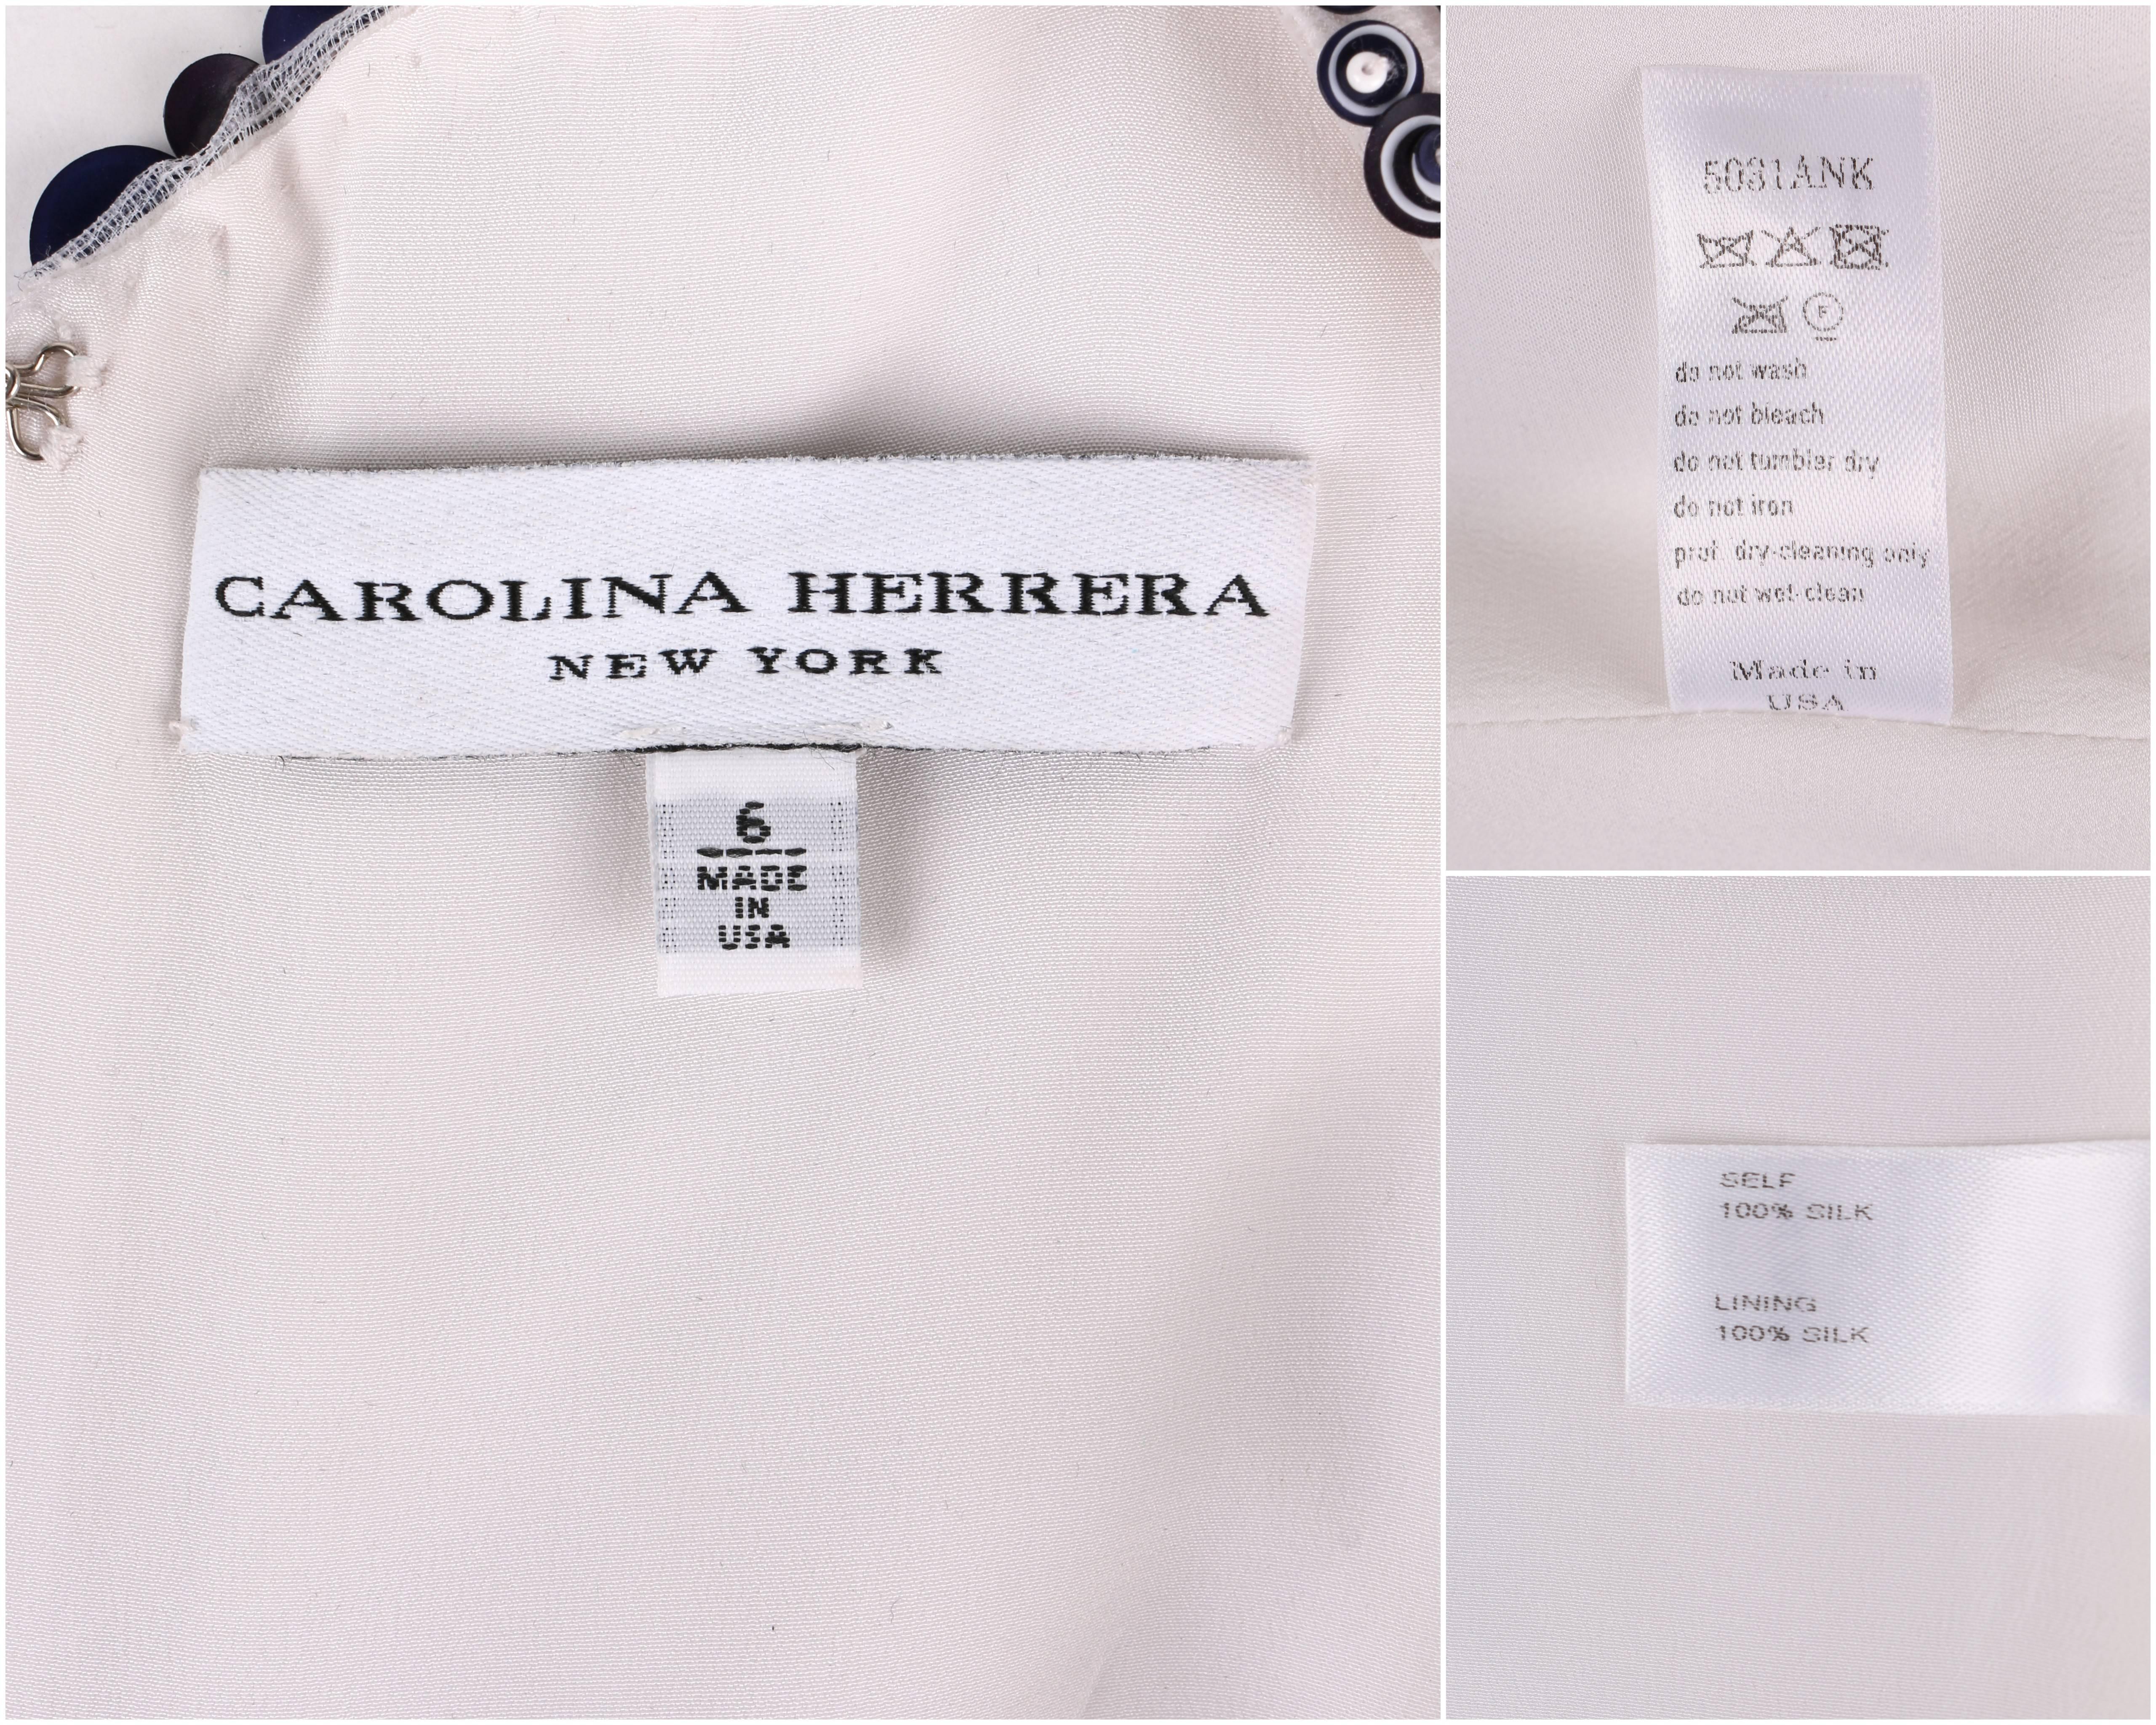 CAROLINA HERRERA
NEW YORK
6
MADE
IN
USA
5081ANK
do not wash
do not bleach
do not tumbler dry
do not iron
prof. dry-cleaning only
do not wet-clean
Made in
USA
SELF
100% SILK
LINING
100% SILK